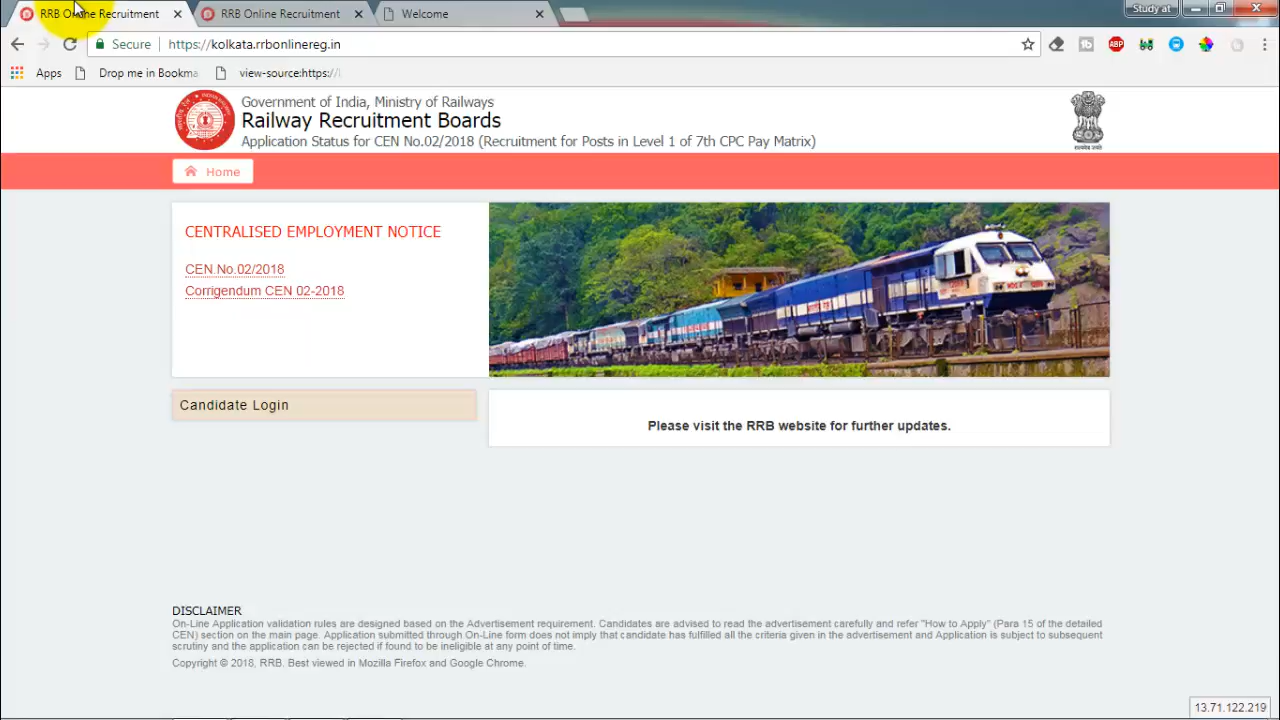 RRB Online Recruitment
RRB Online Recruitment
Welcome
Study at
Secure
https://kolkata.rrbonlinereg.in
ABP
Apps
Drop me in Bookma
view-source:https://
Government of India, Ministry of Railways
Railway Recruitment Boards
Application Status for CEN No.02/2018 (Recruitment for Posts in Level 1 of 7th CPC Pay Matrix)
Home
CENTRALISED EMPLOYMENT NOTICE
CEN No.02/2018
Corrigendum CEN 02-2018
Candidate Login
Please visit the RRB website for further updates.
DISCLAIMER
On-Line Application validation rules are designed based on the Advertisement requirement. Candidates are advised to read the advertisement carefully and refer "How to Apply" (Para 15 of the detailed
CEN) section on the main page. Application submitted through On-Line form does not imply that candidate has fulfilled all the criteria given in the advertisement and Application is subject to subsequent
scrutiny and the application can be rejected if found to be ineligible at any point of time.
Copyright © 2018, RRB. Best viewed in Mozilla Firefox and Google Chrome.
13.71.122.219